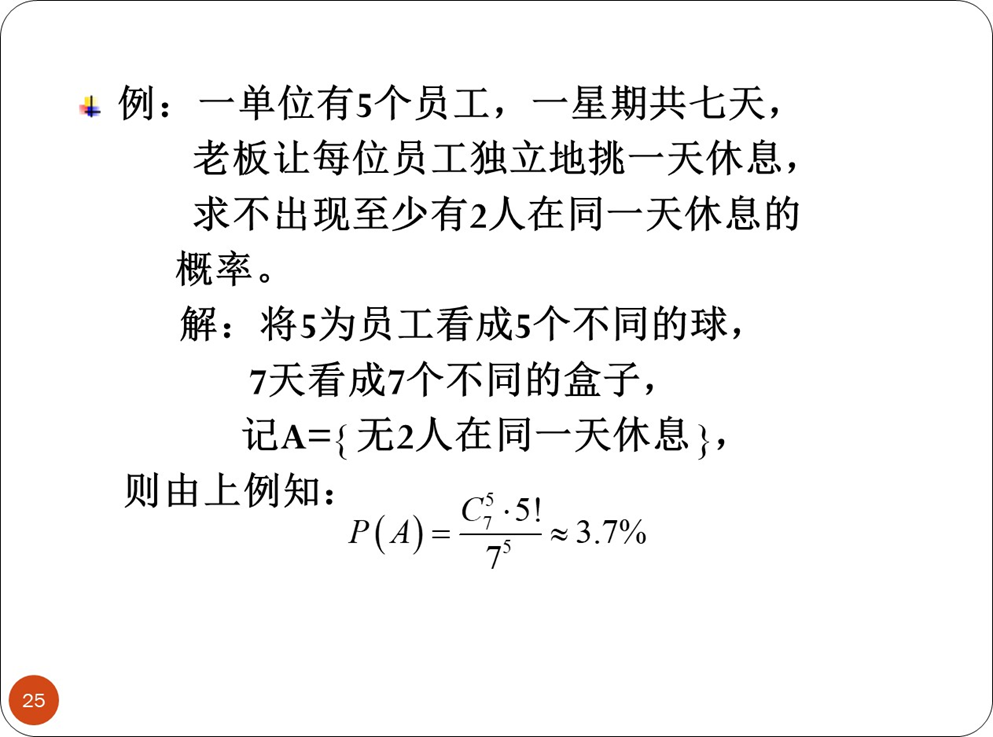 例：一单位有5个员工，一星期共七天，
老板让每位员工独立地挑一天休息，
求不出现至少有2人在同一天休息的
概率。
解：将5为员工看成5个不同的球，
7天看成7个不同的盒子，
记A={ 无2人在同一天休息 }，
则由上例知：
P(A) = \frac{C_7^5 \cdot 5!}{7^5} ≈ 3.7%
25